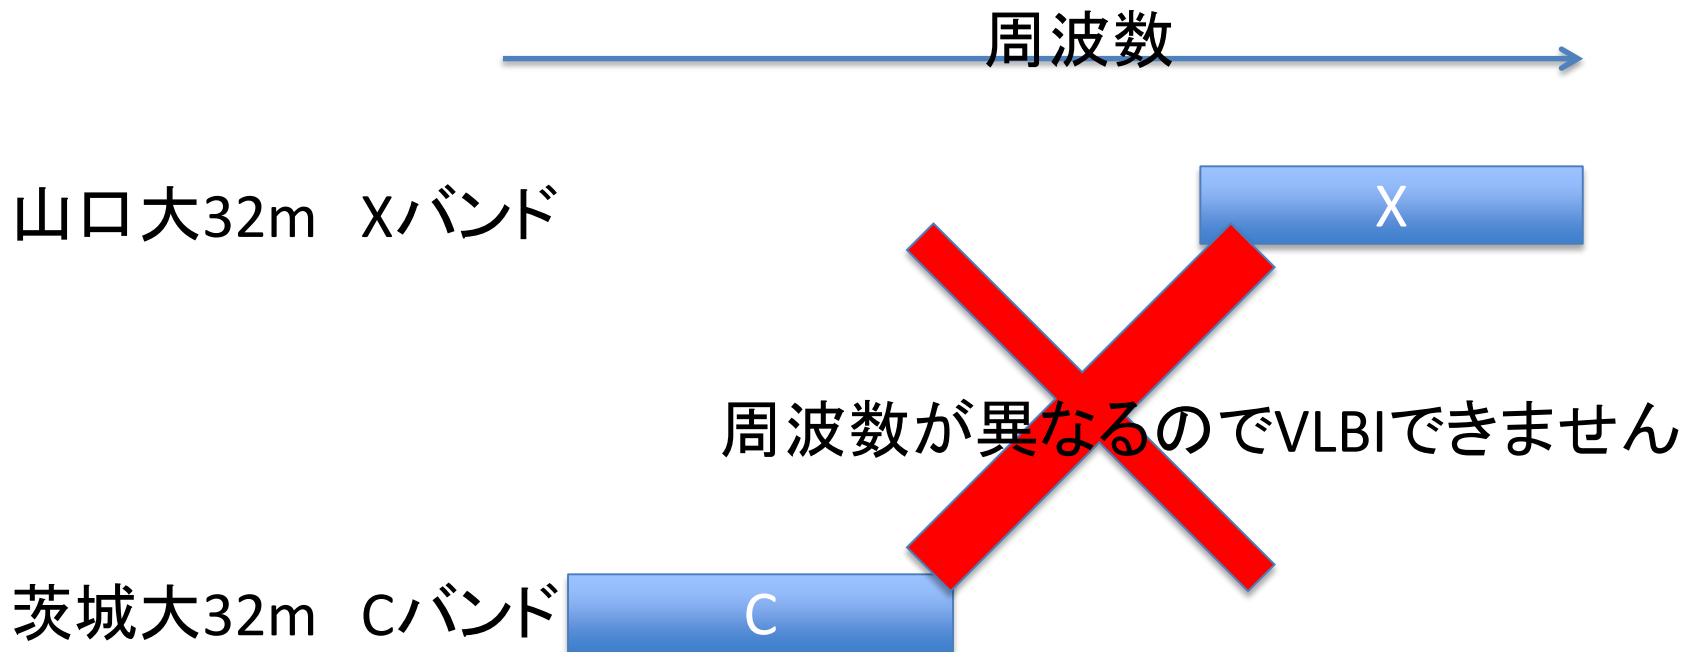 周波数
山口大32m　Xバンド
X
周波数が異なるのでVLBIできません
茨城大32m　Cバンド
C